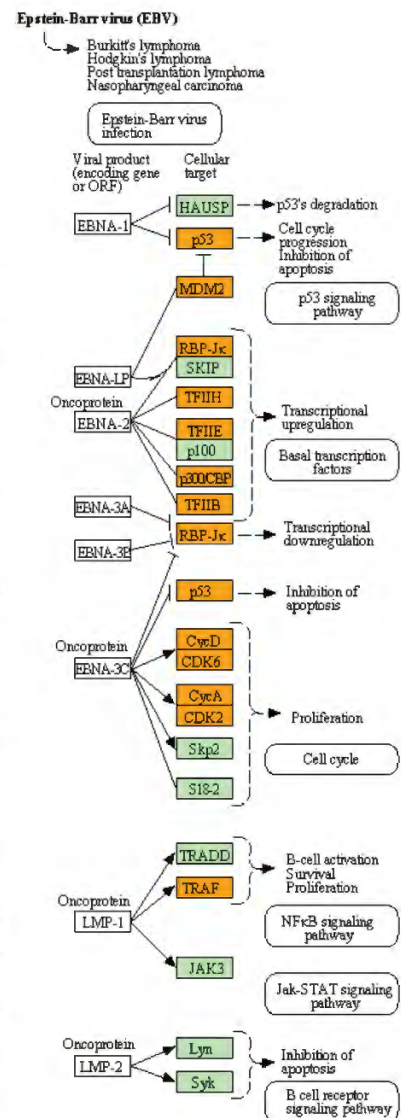 Epstein-Barr virus (EBV)
Burkitt's lymphoma
Hodgkin's lymphoma
Post transplantation lymphoma
Nasopharyngeal carcinoma
Epstein-Barr virus
infection
Viral product
(encoding gene
or ORF)
Cellular
target
HAUSP
p53's degradation
EBNA-1
p53
Cell cycle
progression
Inhibition of
apoptosis
MDM2
p53 signaling
pathway
RBP-Jκ
SKIP
EBNA-LP
Oncoprotein
EBNA-2
TFIIH
TFIIE
p100
p300/CBP
TFIIB
Transcriptional
upregulation
Basal transcription
factors
EBNA-3A
EBNA-3B
RBP-Jκ
Transcriptional
downregulation
p53
Inhibition of
apoptosis
Oncoprotein
EBNA-3C
CycD
CDK6
CycA
CDK2
Skp2
S18-2
Proliferation
Cell cycle
TRADD
TRAF
B-cell activation
Survival
Proliferation
Oncoprotein
LMP-1
NFκB signaling
pathway
JAK3
Jak-STAT signaling
pathway
Oncoprotein
LMP-2
Lyn
Syk
Inhibition of
apoptosis
B cell receptor
signaling pathway